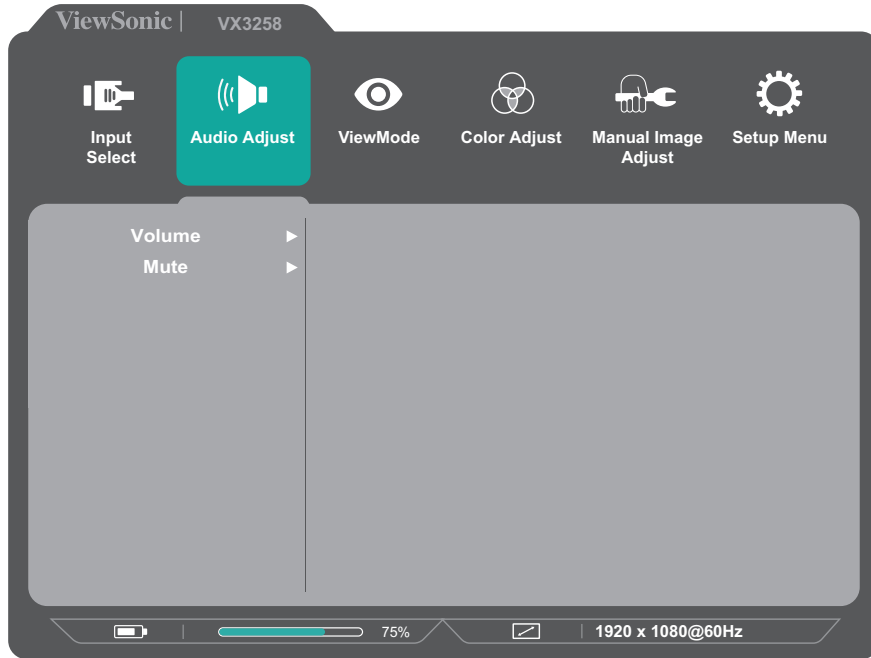 ViewSonic | VX3258
Input Select
Audio Adjust
ViewMode
Color Adjust
Manual Image Adjust
Setup Menu
Volume
Mute
75%
1920 x 1080@60Hz